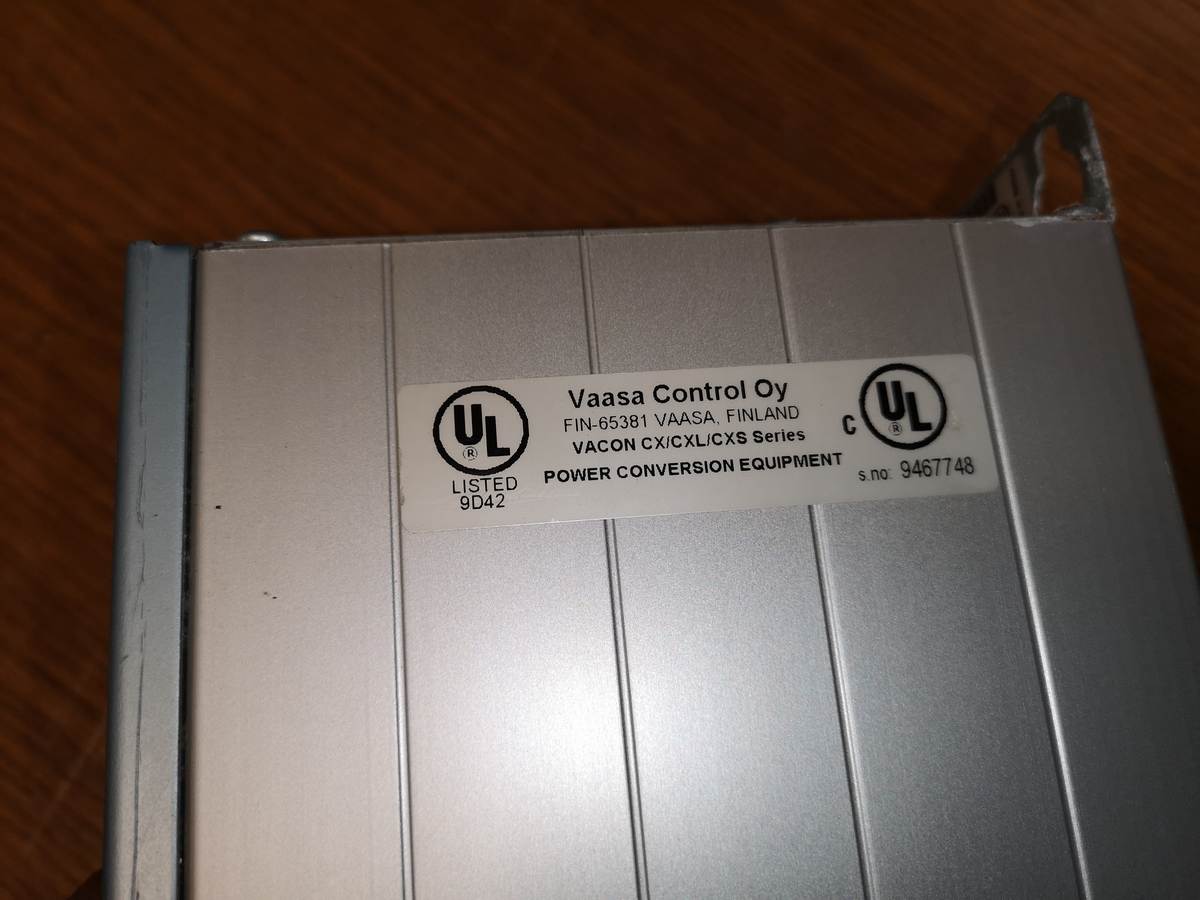 UL
®
LISTED
9D42
Vaasa Control Oy
FIN-65381 VAASA, FINLAND
VACON CX/CXL/CXS Series
POWER CONVERSION EQUIPMENT
C UL
®
s.no: 9467748